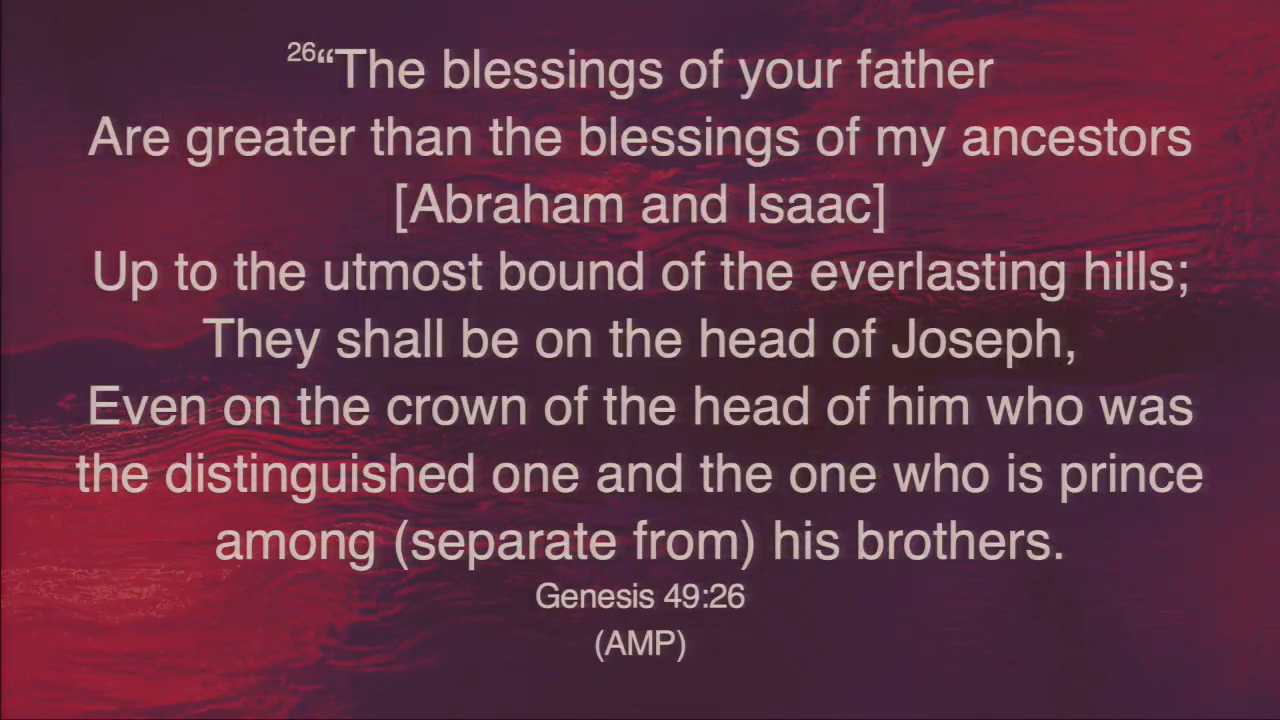 26“The blessings of your father
Are greater than the blessings of my ancestors
[Abraham and Isaac]
Up to the utmost bound of the everlasting hills;
They shall be on the head of Joseph,
Even on the crown of the head of him who was
the distinguished one and the one who is prince
among (separate from) his brothers.
Genesis 49:26
(AMP)